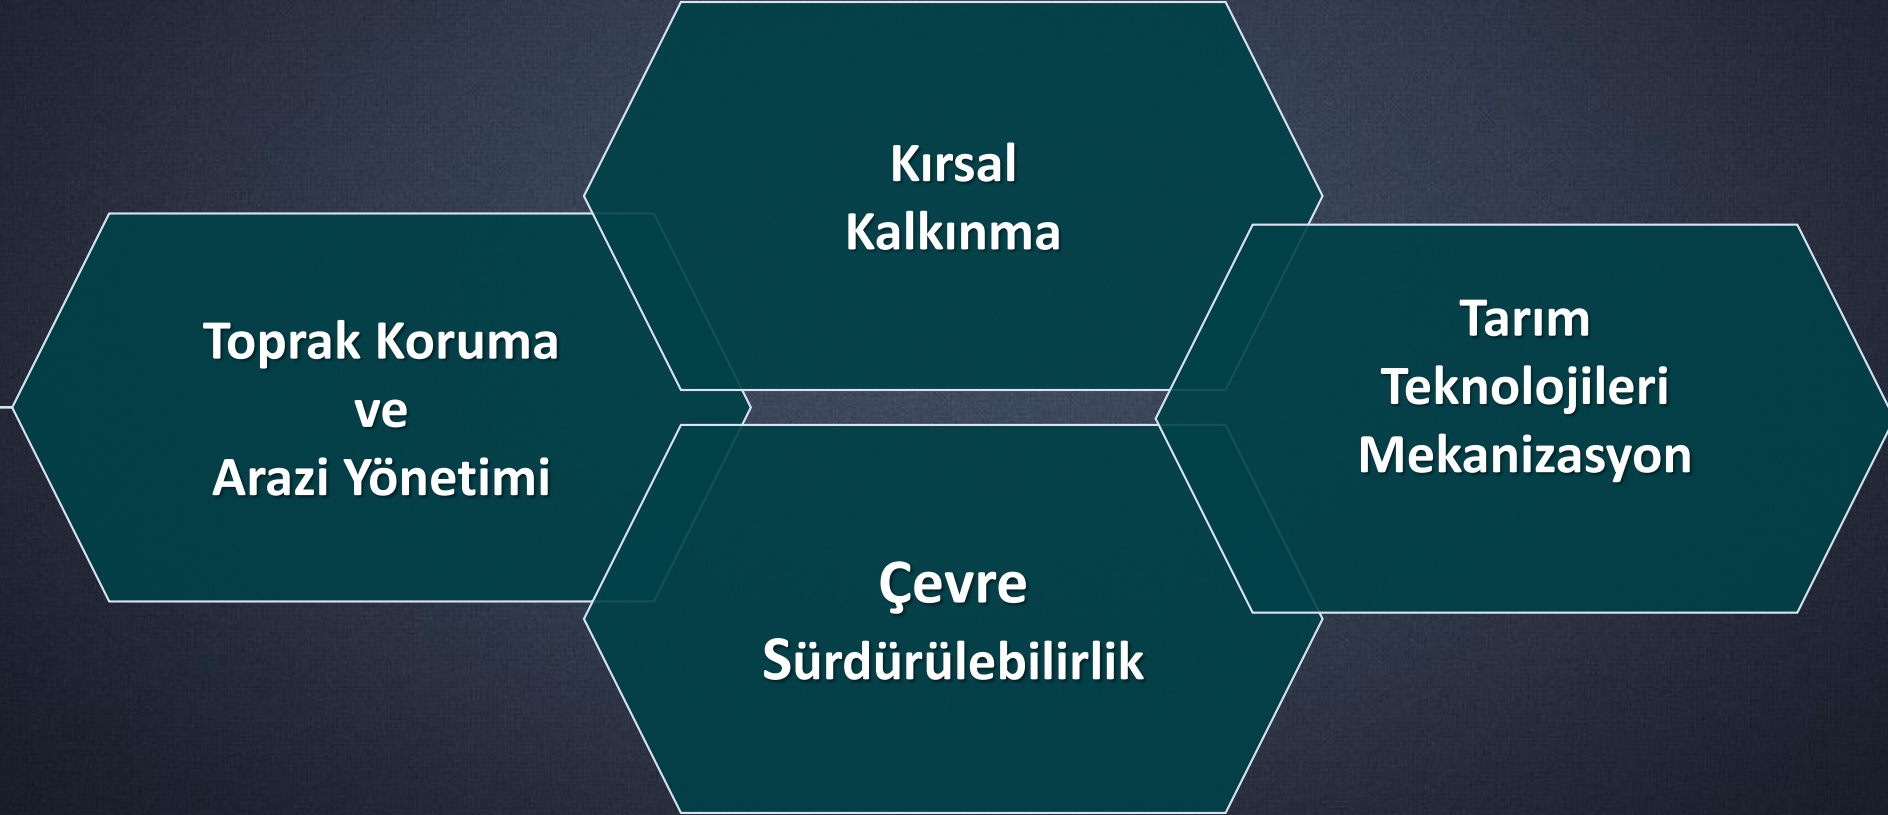 Kırsal
Kalkınma
Toprak Koruma
ve
Arazi Yönetimi
Tarım
Teknolojileri
Mekanizasyon
Çevre
Sürdürülebilirlik